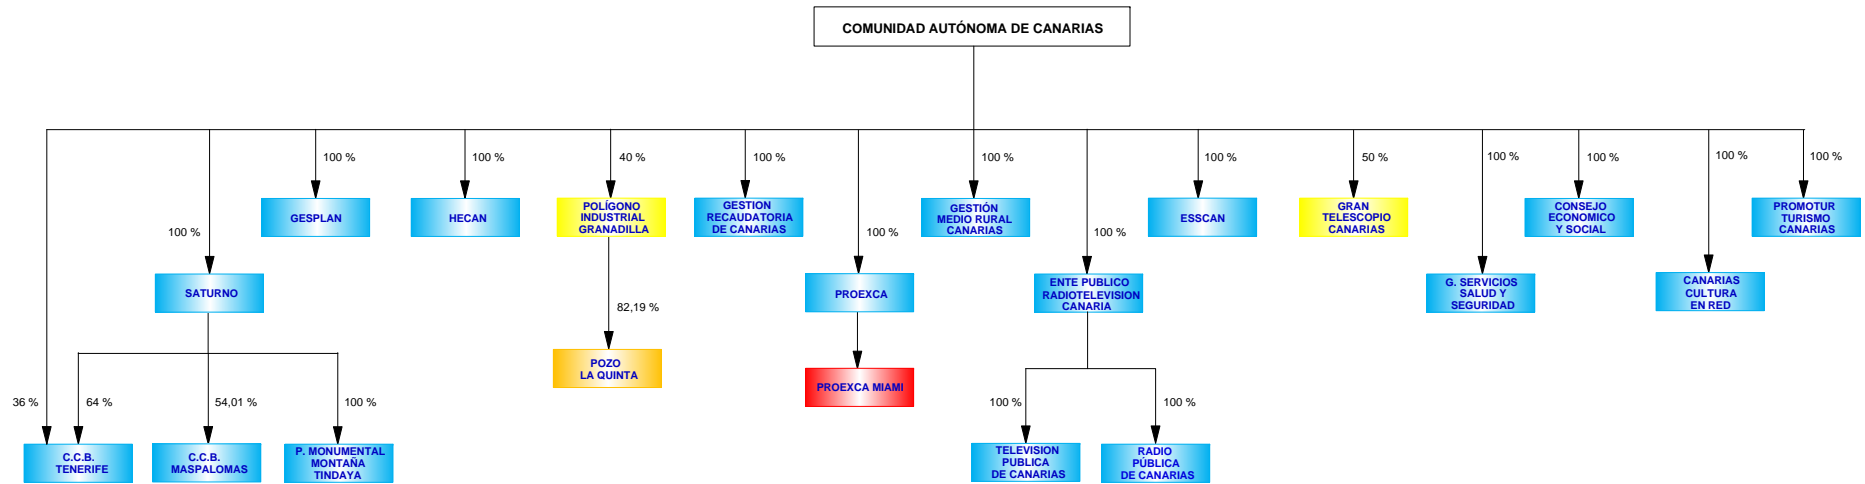 COMUNIDAD AUTÓNOMA DE CANARIAS
100 %
100 %
40 %
100 %
100 %
100 %
50 %
100 %
100 %
100 %
100 %
GESPLAN
HECAN
POLÍGONO
INDUSTRIAL
GRANADILLA
GESTION
RECAUDATORIA
DE CANARIAS
GESTIÓN
MEDIO RURAL
CANARIAS
ESSCAN
GRAN
TELESCOPIO
CANARIAS
CONSEJO
ECONOMICO
Y SOCIAL
PROMOTUR
TURISMO
CANARIAS
100 %
100 %
100 %
SATURNO
PROEXCA
ENTE PUBLICO
RADIOTELEVISION
CANARIA
G. SERVICIOS
SALUD Y
SEGURIDAD
CANARIAS
CULTURA
EN RED
82,19 %
POZO
LA QUINTA
PROEXCA MIAMI
36 %
64 %
54,01 %
100 %
100 %
100 %
C.C.B.
TENERIFE
C.C.B.
MASPALOMAS
P. MONUMENTAL
MONTAÑA
TINDAYA
TELEVISION
PUBLICA
DE CANARIAS
RADIO
PÚBLICA
DE CANARIAS